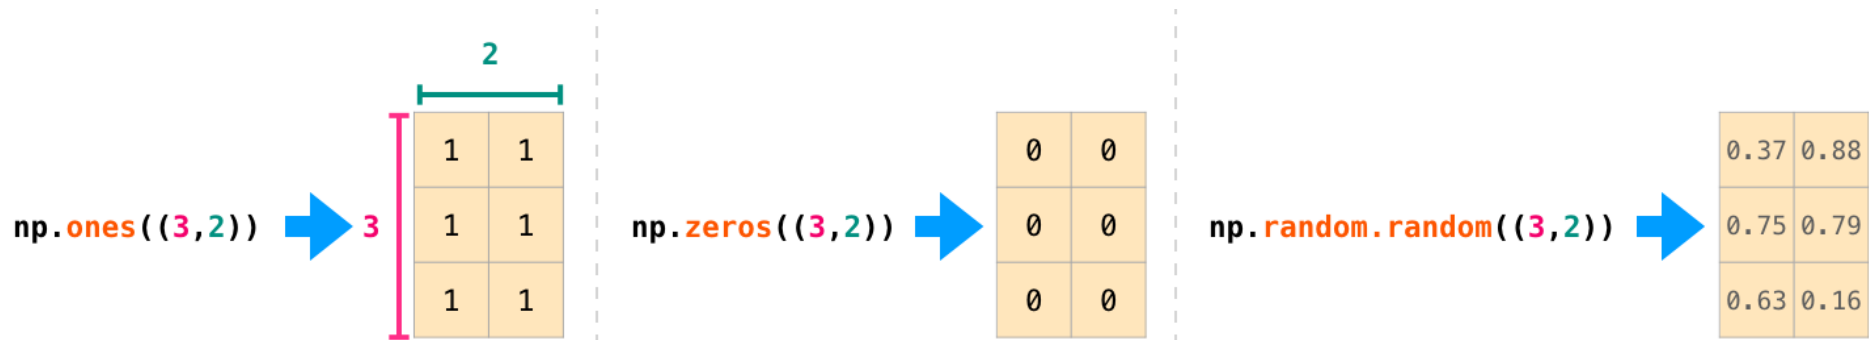 2
1 1
np.ones((3,2)) 3 1 1
1 1
0 0
np.zeros((3,2)) 0 0
0 0
0.37 0.88
np.random.random((3,2)) 0.75 0.79
0.63 0.16